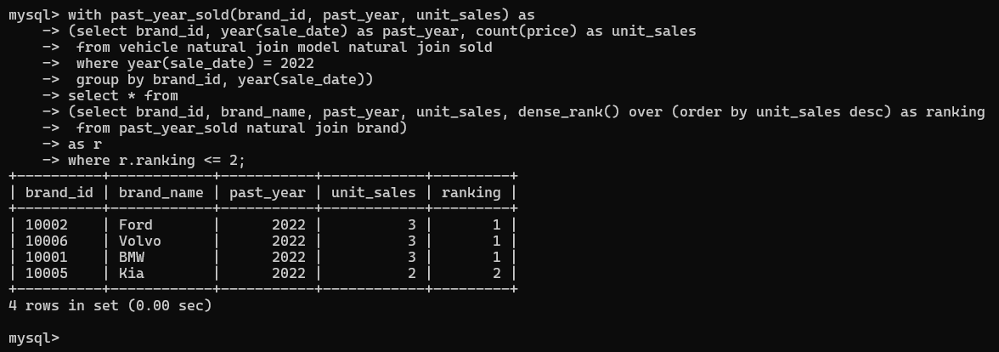 mysql> with past_year_sold(brand_id, past_year, unit_sales) as
    -> (select brand_id, year(sale_date) as past_year, count(price) as unit_sales
    ->  from vehicle natural join model natural join sold
    ->  where year(sale_date) = 2022
    ->  group by brand_id, year(sale_date))
    -> select * from
    -> (select brand_id, brand_name, past_year, unit_sales, dense_rank() over (order by unit_sales desc) as ranking
    ->  from past_year_sold natural join brand)
    -> as r
    -> where r.ranking <= 2;
+----------+------------+-----------+------------+---------+
| brand_id | brand_name | past_year | unit_sales | ranking |
+----------+------------+-----------+------------+---------+
| 10002    | Ford       |      2022 |          3 |       1 |
| 10006    | Volvo      |      2022 |          3 |       1 |
| 10001    | BMW        |      2022 |          3 |       1 |
| 10005    | Kia        |      2022 |          2 |       2 |
+----------+------------+-----------+------------+---------+
4 rows in set (0.00 sec)
mysql>